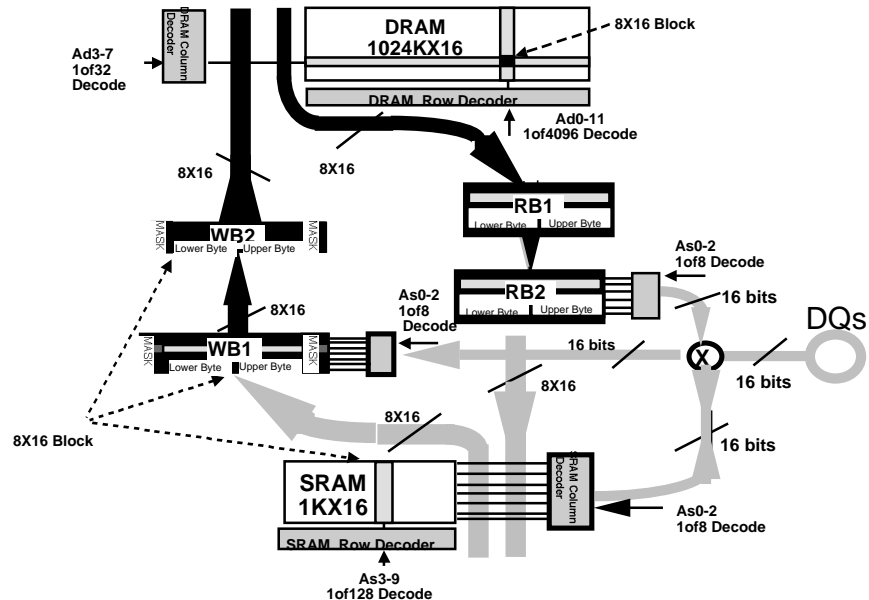 DRAM Column
Decoder
Ad3-7
1of32
Decode
DRAM
1024KX16
8X16 Block
DRAM Row Decoder
Ad0-11
1of4096 Decode
8X16
8X16
MASK
WB2
MASK
Lower Byte
Upper Byte
RB1
Lower Byte
Upper Byte
As0-2
1of8 Decode
RB2
Lower Byte
Upper Byte
16 bits
DQs
8X16
As0-2
1of8
Decode
MASK
WB1
MASK
Lower Byte
Upper Byte
16 bits
X
16 bits
8X16
8X16
16 bits
8X16 Block
SRAM
1KX16
SRAM Column
Decoder
As0-2
1of8 Decode
SRAM Row Decoder
As3-9
1of128 Decode